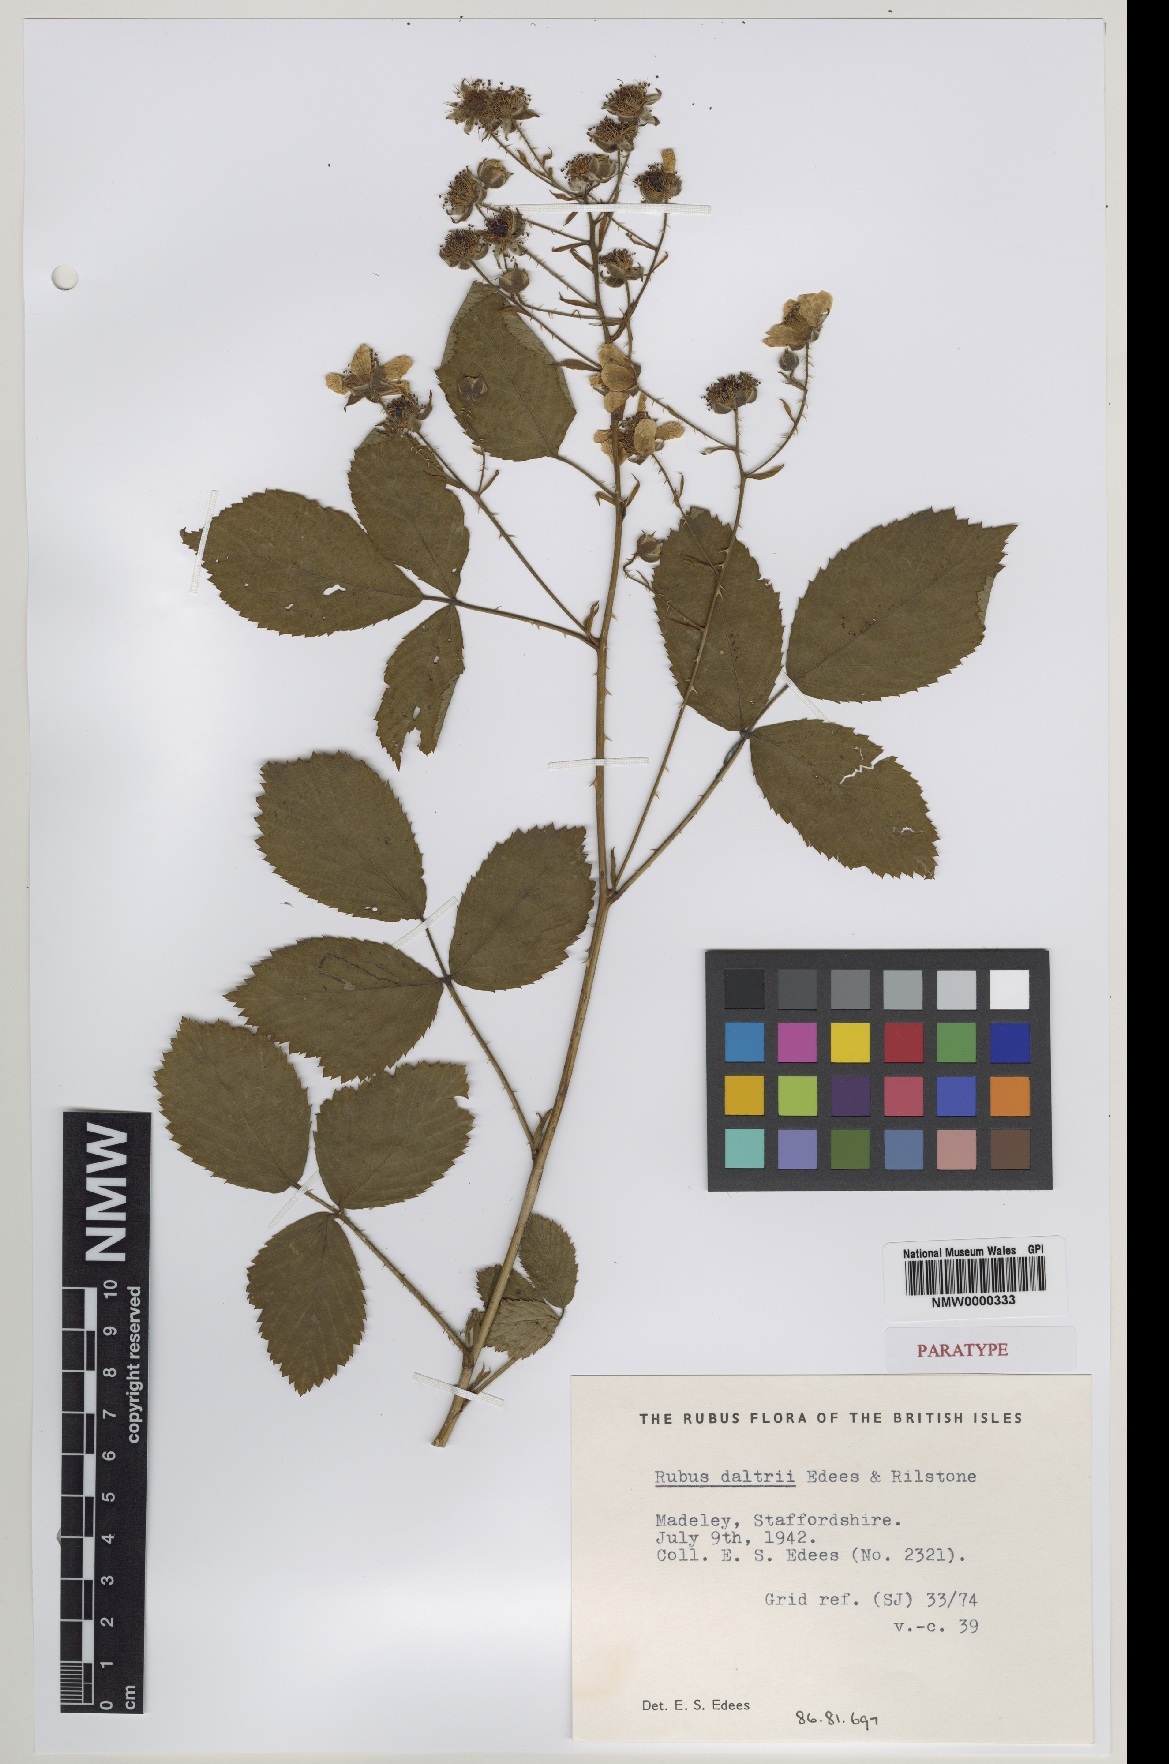 National Museum Wales GPI
NMW0000333
PARATYPE
THE RUBUS FLORA OF THE BRITISH ISLES
Rubus daltrii Edees & Rilstone
Madeley, Staffordshire.
July 9th, 1942.
Coll. E. S. Edees (No. 2321).
Grid ref. (SJ) 33/74
v.-c. 39
Det. E. S. Edees
86.81.697
NMW
copyright reserved
10
9
8
7
6
5
4
3
2
1
0
cm